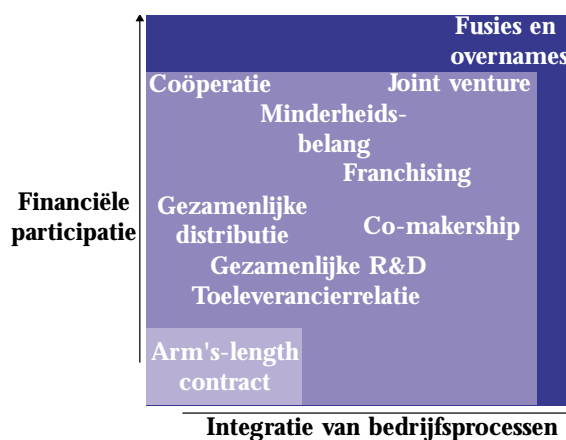 Fusies en
overnames
Coöperatie
Joint venture
Minderheids-
belang
Franchising
Financiële
participatie
Gezamenlijke
distributie
Co-makership
Gezamenlijke R&D
Toeleverancierrelatie
Arm's-length
contract
Integratie van bedrijfsprocessen